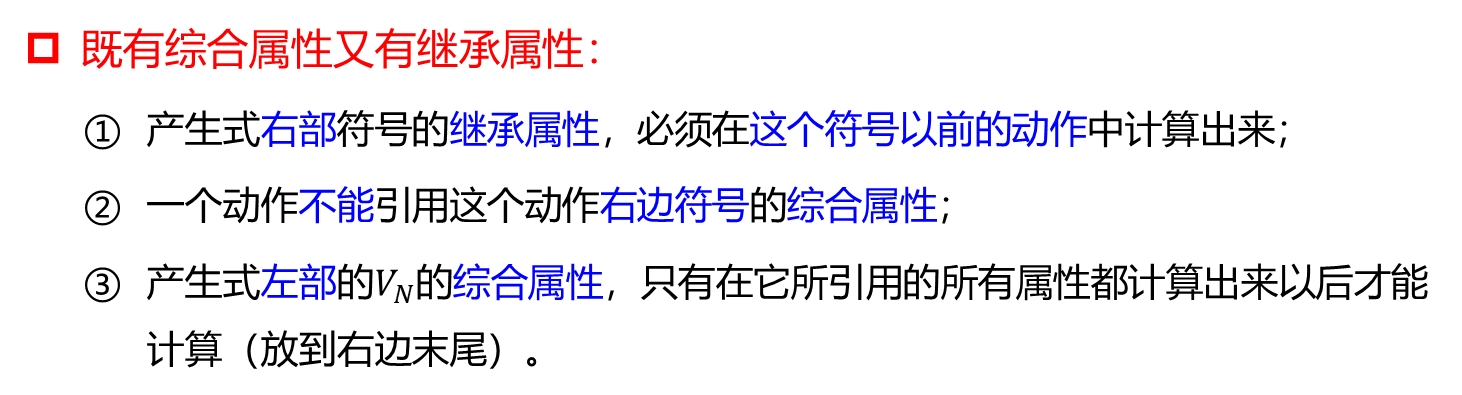 既有综合属性又有继承属性：
① 产生式右部符号的继承属性，必须在这个符号以前的动作中计算出来；
② 一个动作不能引用这个动作右边符号的综合属性；
③ 产生式左部的V_N的综合属性，只有在它所引用的所有属性都计算出来以后才能
计算（放到右边末尾）。